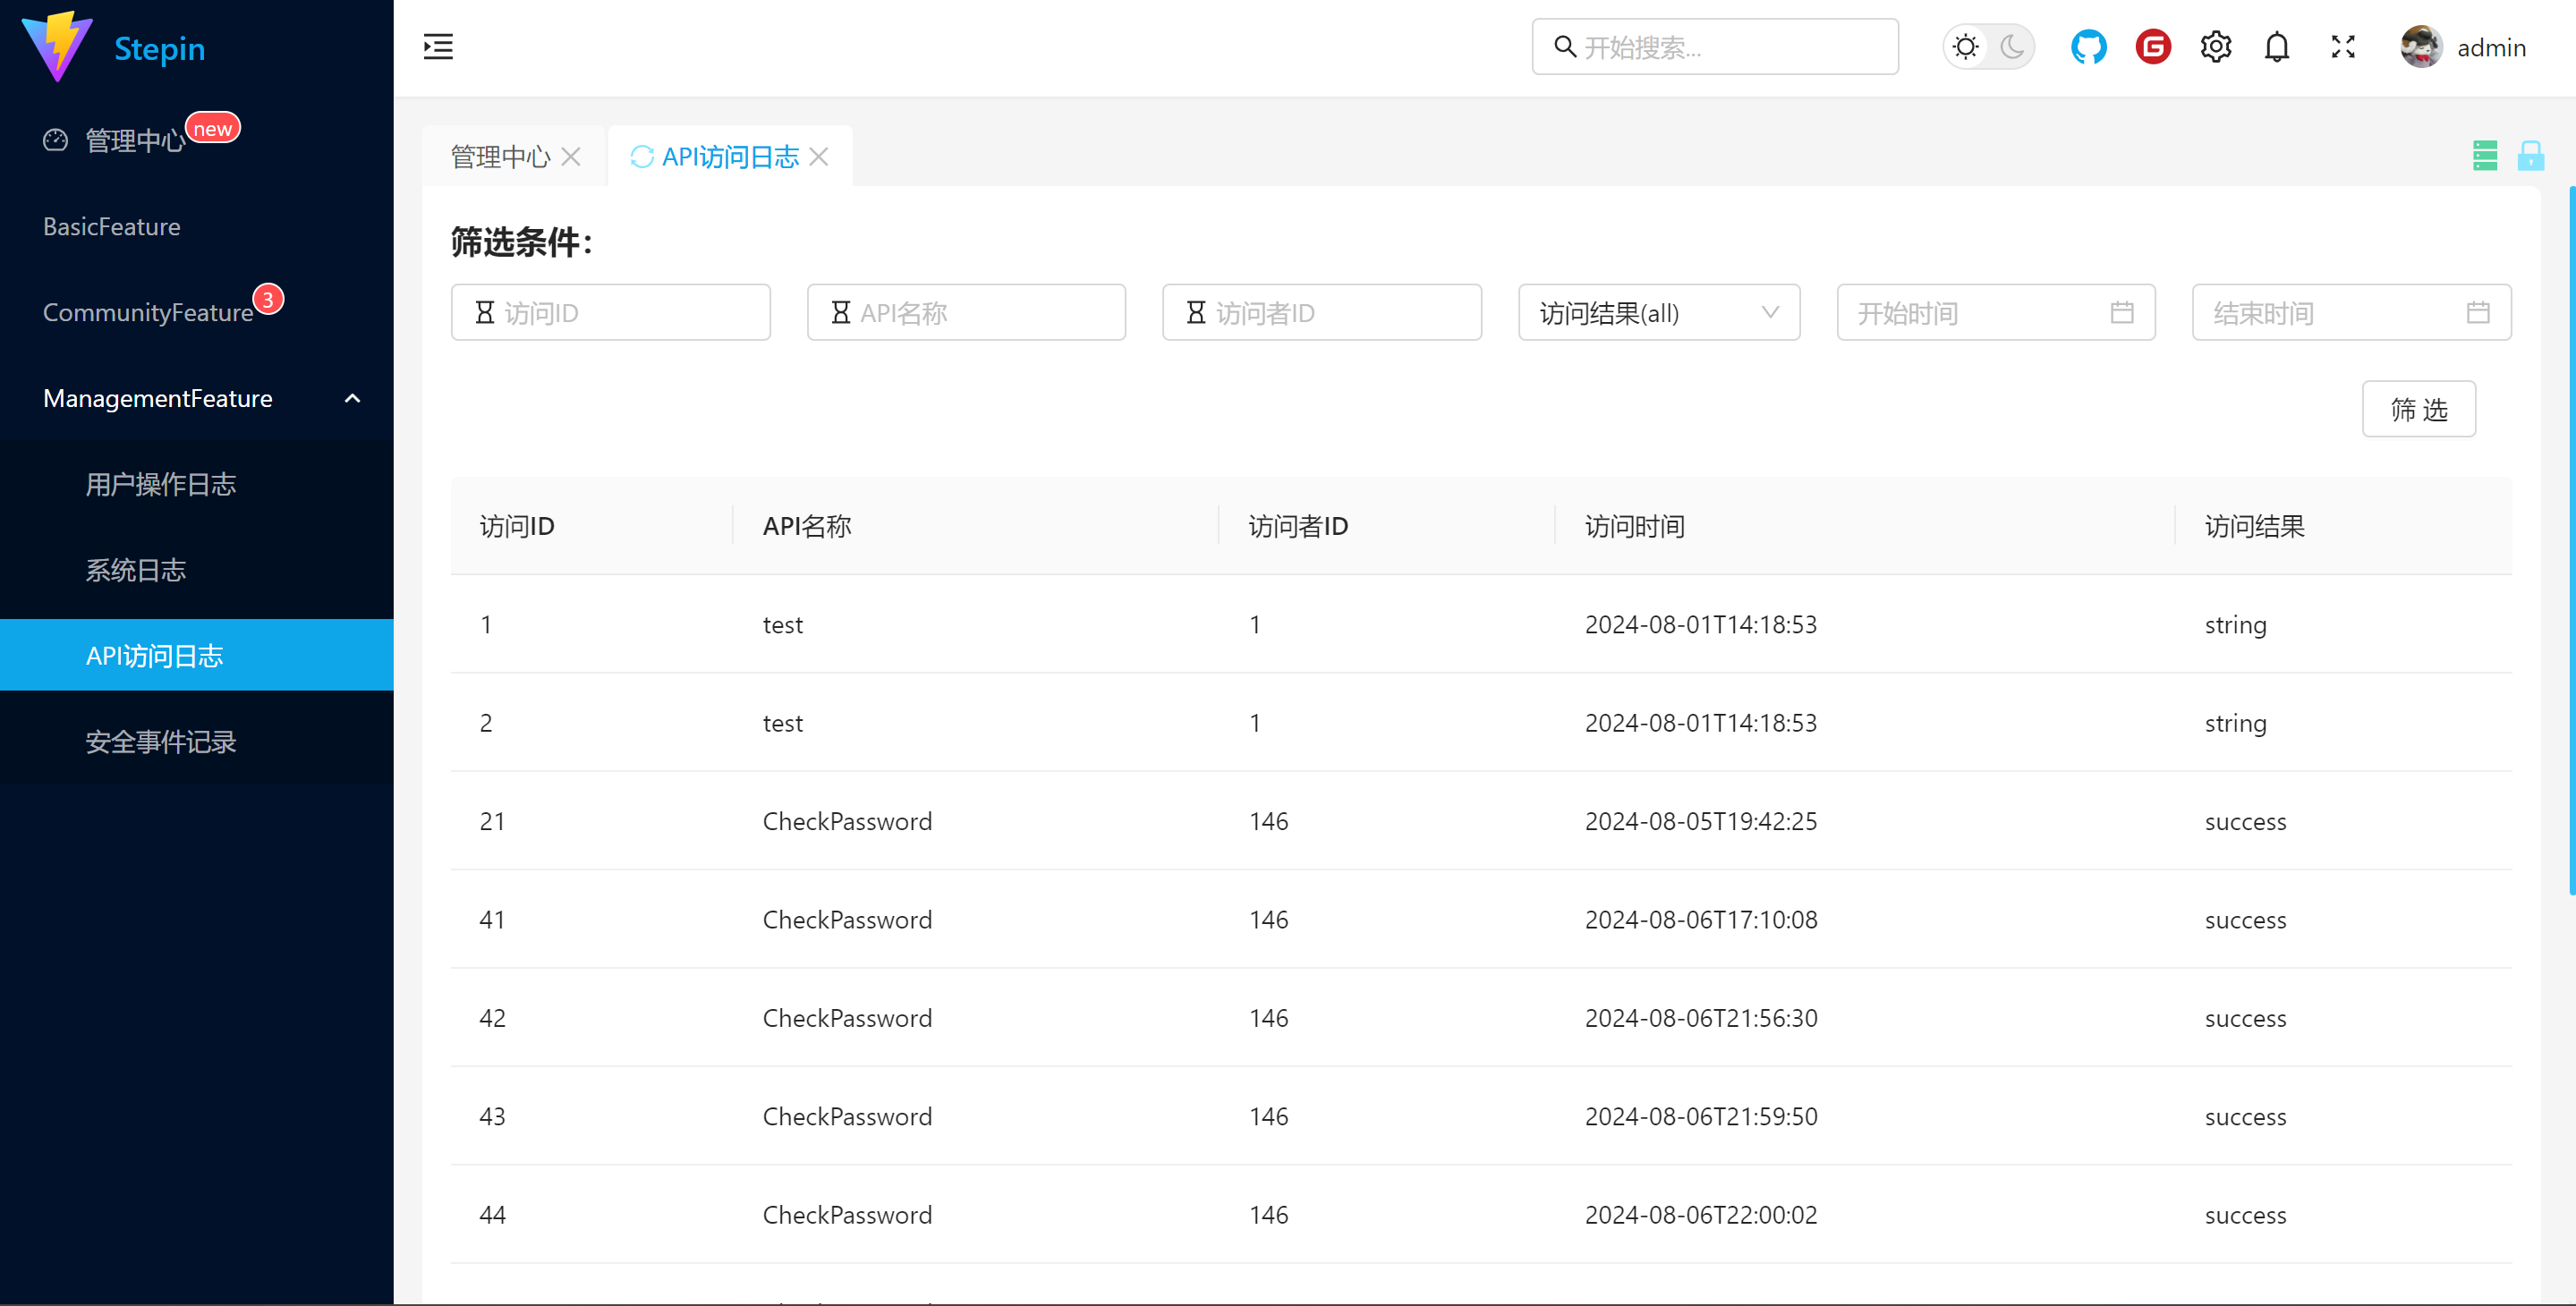 Stepin
开始搜索...
admin
管理中心 new
BasicFeature
CommunityFeature 3
ManagementFeature
用户操作日志
系统日志
API访问日志
安全事件记录
管理中心
API访问日志
筛选条件：
访问ID
API名称
访问者ID
访问结果(all)
开始时间
结束时间
筛 选
访问ID API名称 访问者ID 访问时间 访问结果
1 test 1 2024-08-01T14:18:53 string
2 test 1 2024-08-01T14:18:53 string
21 CheckPassword 146 2024-08-05T19:42:25 success
41 CheckPassword 146 2024-08-06T17:10:08 success
42 CheckPassword 146 2024-08-06T21:56:30 success
43 CheckPassword 146 2024-08-06T21:59:50 success
44 CheckPassword 146 2024-08-06T22:00:02 success